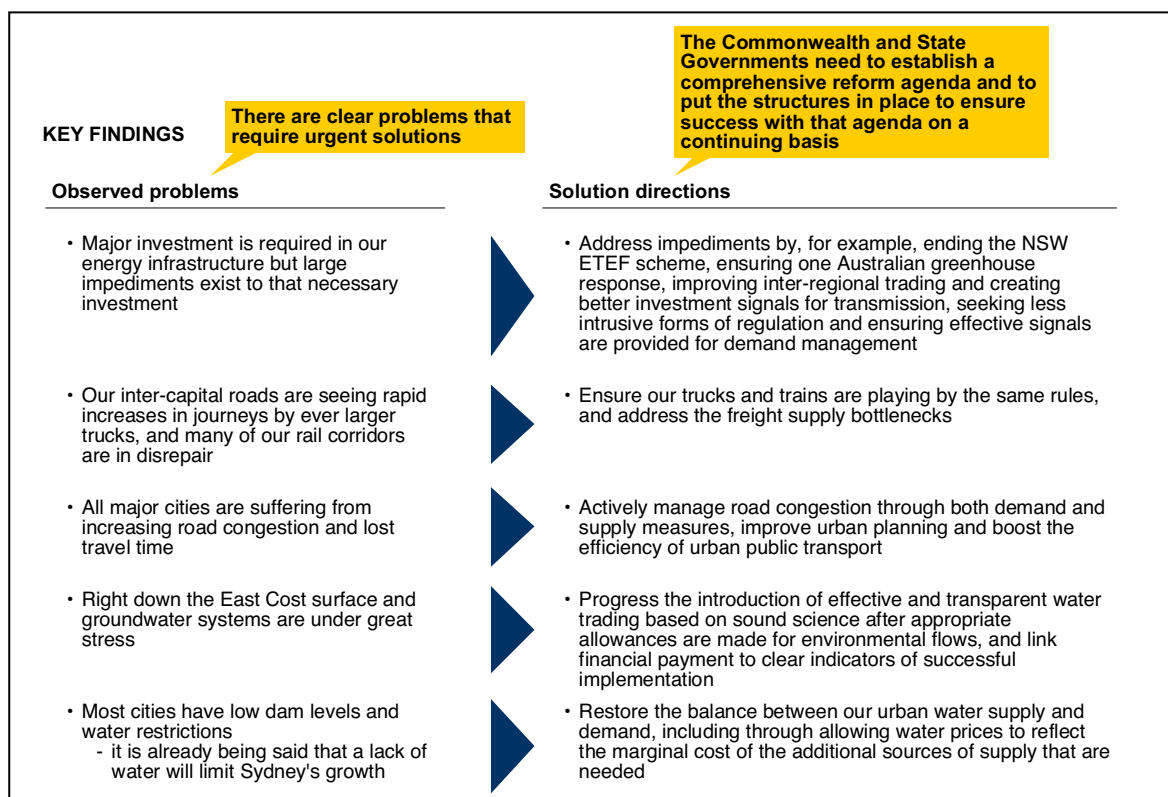 The Commonwealth and State
Governments need to establish a
comprehensive reform agenda and to
put the structures in place to ensure
success with that agenda on a
continuing basis
There are clear problems that
require urgent solutions
KEY FINDINGS
Observed problems
Solution directions
• Major investment is required in our
energy infrastructure but large
impediments exist to that necessary
investment
• Address impediments by, for example, ending the NSW
ETEF scheme, ensuring one Australian greenhouse
response, improving inter-regional trading and creating
better investment signals for transmission, seeking less
intrusive forms of regulation and ensuring effective signals
are provided for demand management
• Our inter-capital roads are seeing rapid
increases in journeys by ever larger
trucks, and many of our rail corridors
are in disrepair
• Ensure our trucks and trains are playing by the same rules,
and address the freight supply bottlenecks
• All major cities are suffering from
increasing road congestion and lost
travel time
• Actively manage road congestion through both demand and
supply measures, improve urban planning and boost the
efficiency of urban public transport
• Right down the East Cost surface and
groundwater systems are under great
stress
• Progress the introduction of effective and transparent water
trading based on sound science after appropriate
allowances are made for environmental flows, and link
financial payment to clear indicators of successful
implementation
• Most cities have low dam levels and
water restrictions
- it is already being said that a lack of
water will limit Sydney's growth
• Restore the balance between our urban water supply and
demand, including through allowing water prices to reflect
the marginal cost of the additional sources of supply that are
needed